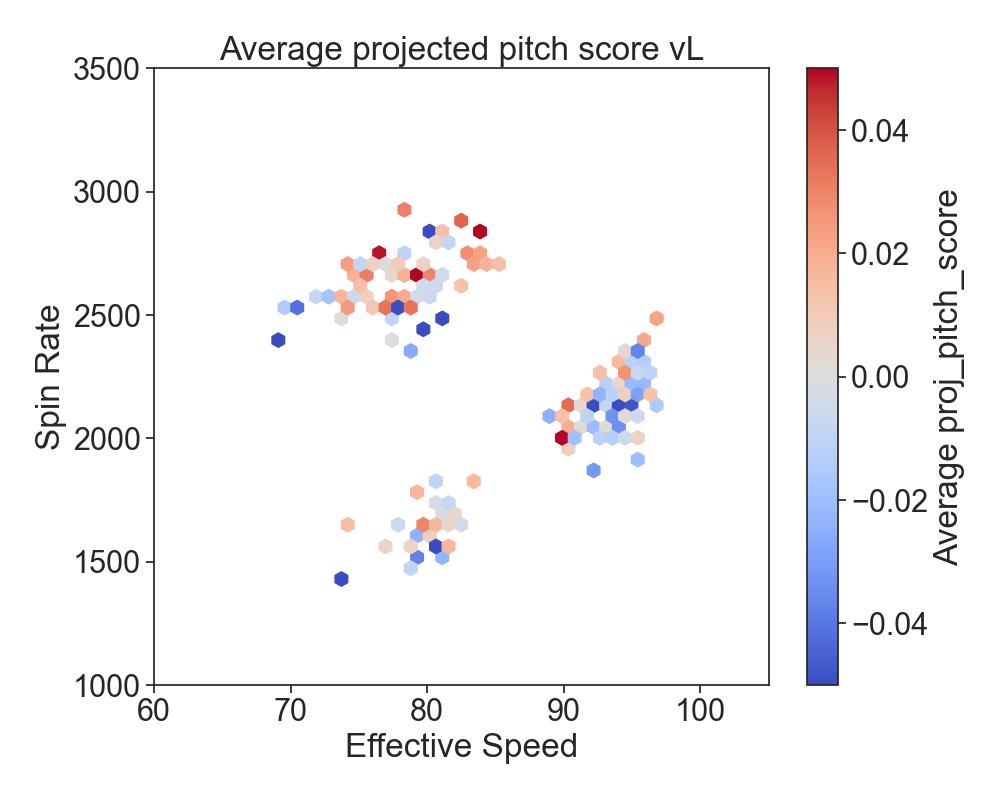 Average projected pitch score vL
3500
3000
2500
2000
1500
1000
Spin Rate
60 70 80 90 100
Effective Speed
0.04
0.02
0.00
−0.02
−0.04
Average proj_pitch_score